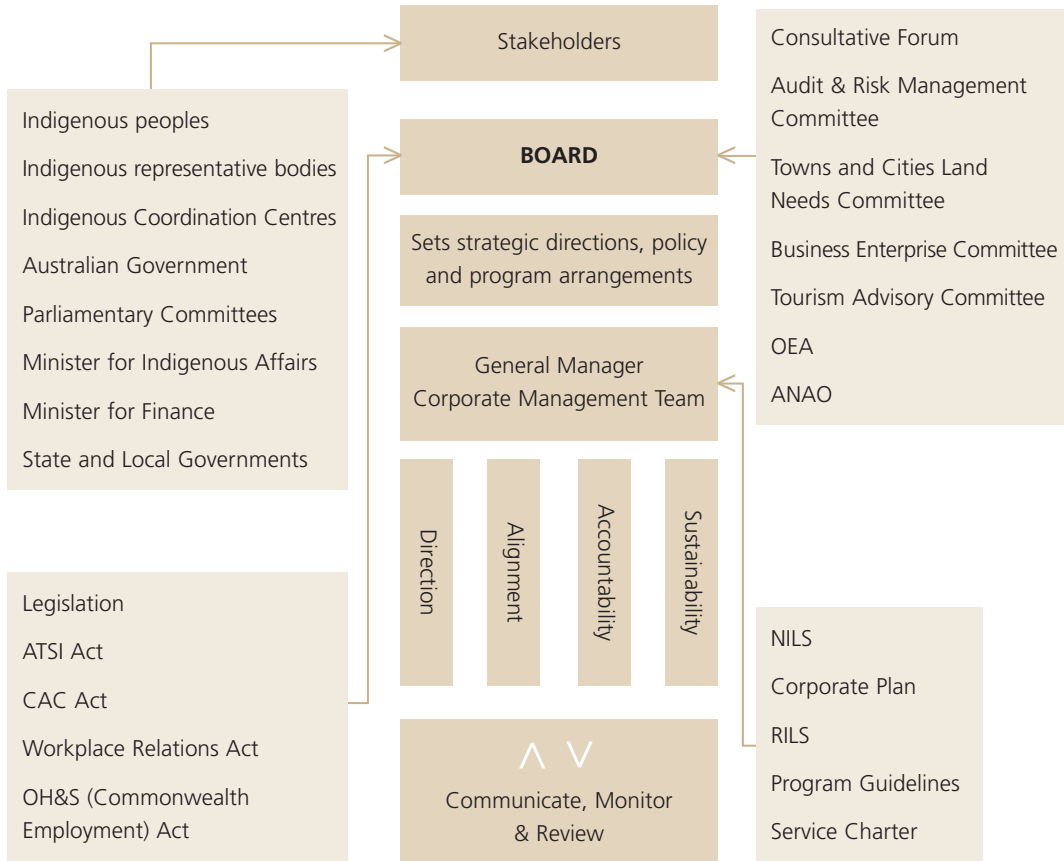 Stakeholders
Indigenous peoples
Indigenous representative bodies
Indigenous Coordination Centres
Australian Government
Parliamentary Committees
Minister for Indigenous Affairs
Minister for Finance
State and Local Governments
Legislation
ATSI Act
CAC Act
Workplace Relations Act
OH&S (Commonwealth
Employment) Act
BOARD
Sets strategic directions, policy
and program arrangements
General Manager
Corporate Management Team
Direction
Alignment
Accountability
Sustainability
Communicate, Monitor
& Review
Consultative Forum
Audit & Risk Management
Committee
Towns and Cities Land
Needs Committee
Business Enterprise Committee
Tourism Advisory Committee
OEA
ANAO
NILS
Corporate Plan
RILS
Program Guidelines
Service Charter